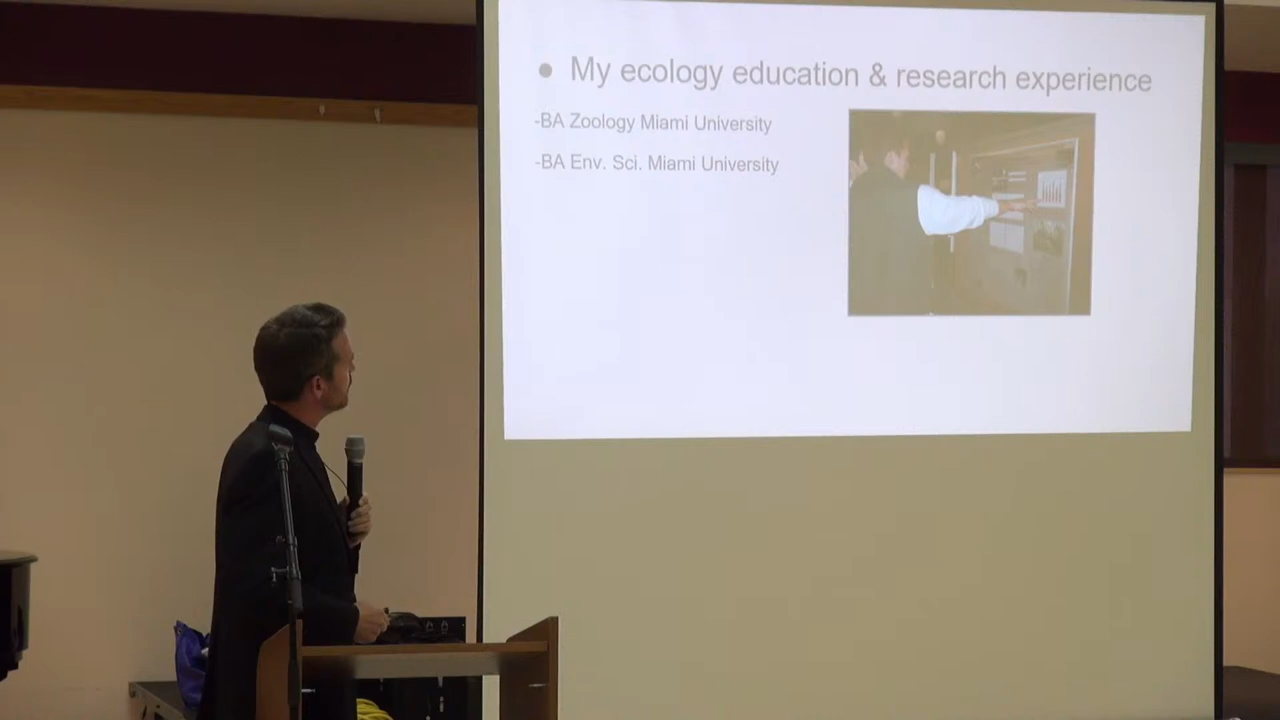 ● My ecology education & research experience
-BA Zoology Miami University
-BA Env. Sci. Miami University